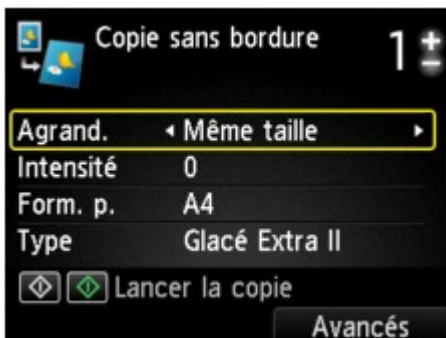 Copie sans bordure 1
Agrand. Même taille
Intensité 0
Form. p. A4
Type Glacé Extra II
Lancer la copie
Avancés